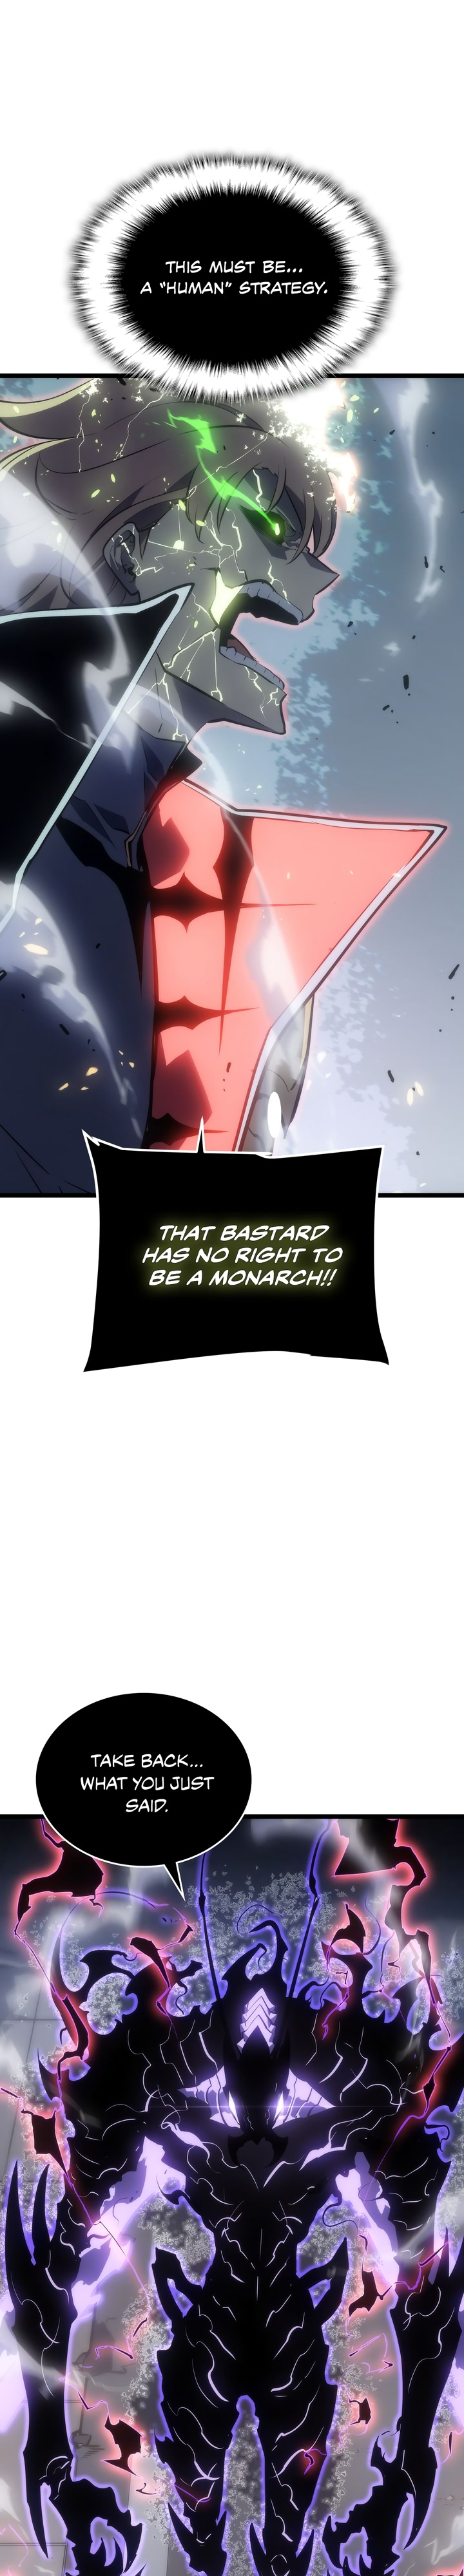 THIS MUST BE...
A "HUMAN" STRATEGY.
THAT BASTARD
HAS NO RIGHT TO
BE A MONARCH!!
TAKE BACK...
WHAT YOU JUST
SAID.